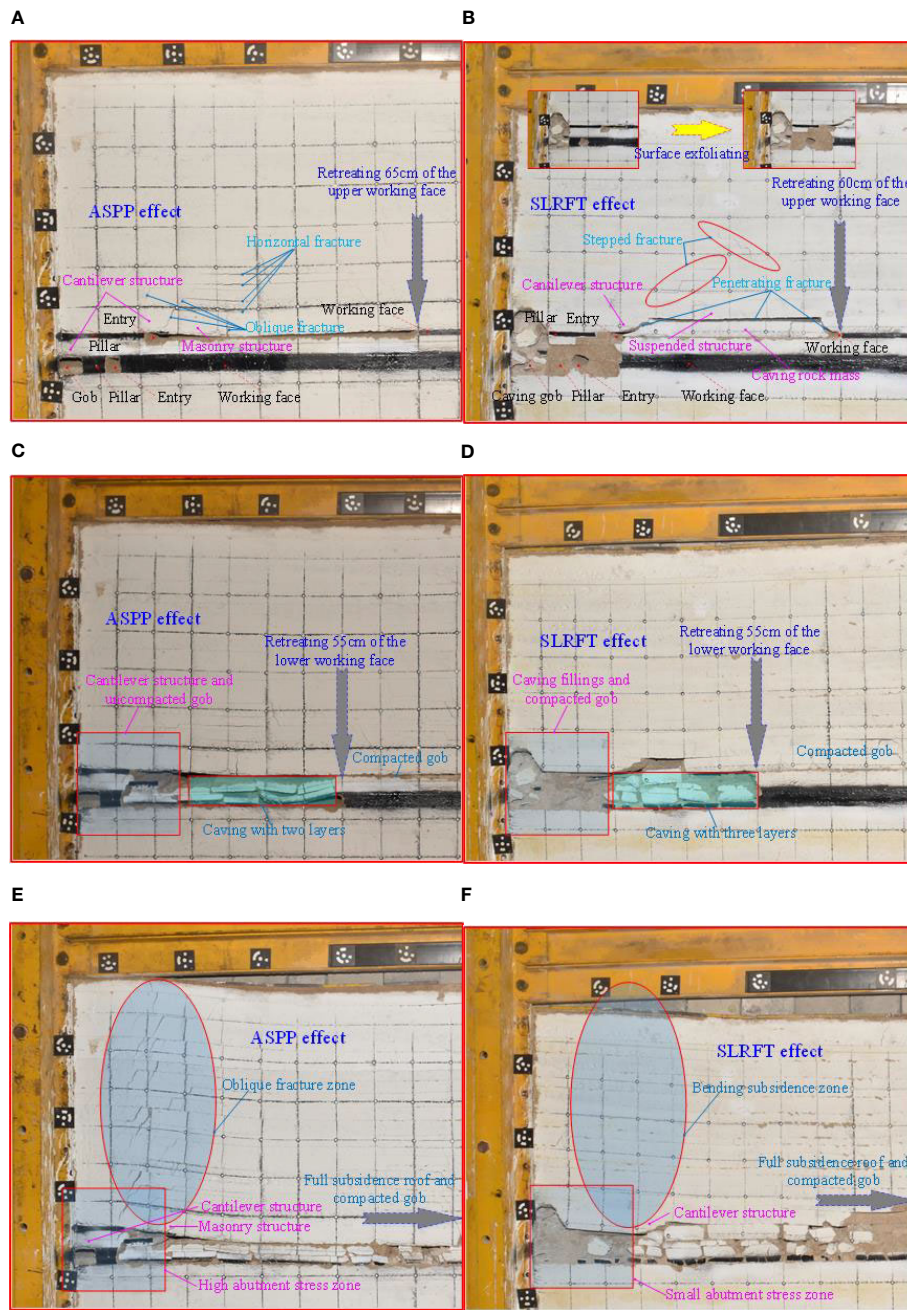 A
B
Surface exfoliating
Retreating 65cm of the
upper working face
Retreating 60cm of the
upper working face
ASPP effect
SLRFT effect
Honzontal fracture
Stepped fracture
Cantilever structure
Cantilever structure
Penetrating fracture
Working face
Entry
Oblique fracture
Pillar
Entry
Pillar
Masonry structure
Suspended structure
Working face
Caving rock mass
Gob
Pillar
Entry
Working face
Caving gob
Pillar
Entry
Working face
C
D
ASPP effect
Retreating 55cm of the
lower working face
SLRFT effect
Retreating 55cm of the
lower working face
Cantilever structure and
uncompacted gob
Caving fillings and
compacted gob
Compacted gob
Compacted gob
Caving with two layers
Caving with three layers
E
F
ASPP effect
SLRFT effect
Oblique fracture zone
Bending subsidence zone
Full subsidence roof and
compacted gob
Full subsidence roof and
compacted gob
Cantilever structure
Masonry structure
Cantilever structure
High abutment stress zone
Small abutment stress zone